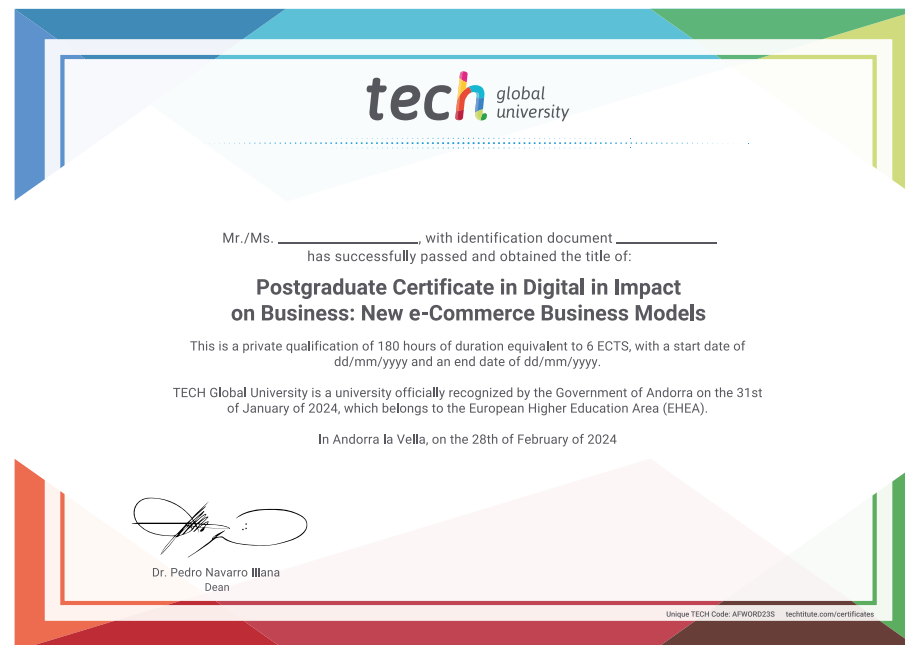 tech global
university
Mr./Ms. ____________, with identification document ____________
has successfully passed and obtained the title of:
Postgraduate Certificate in Digital in Impact
on Business: New e-Commerce Business Models
This is a private qualification of 180 hours of duration equivalent to 6 ECTS, with a start date of
dd/mm/yyyy and an end date of dd/mm/yyyy.
TECH Global University is a university officially recognized by the Government of Andorra on the 31st
of January of 2024, which belongs to the European Higher Education Area (EHEA).
In Andorra la Vella, on the 28th of February of 2024
Dr. Pedro Navarro Illana
Dean
Unique TECH Code: AFWORD23S techtitute.com/certificates